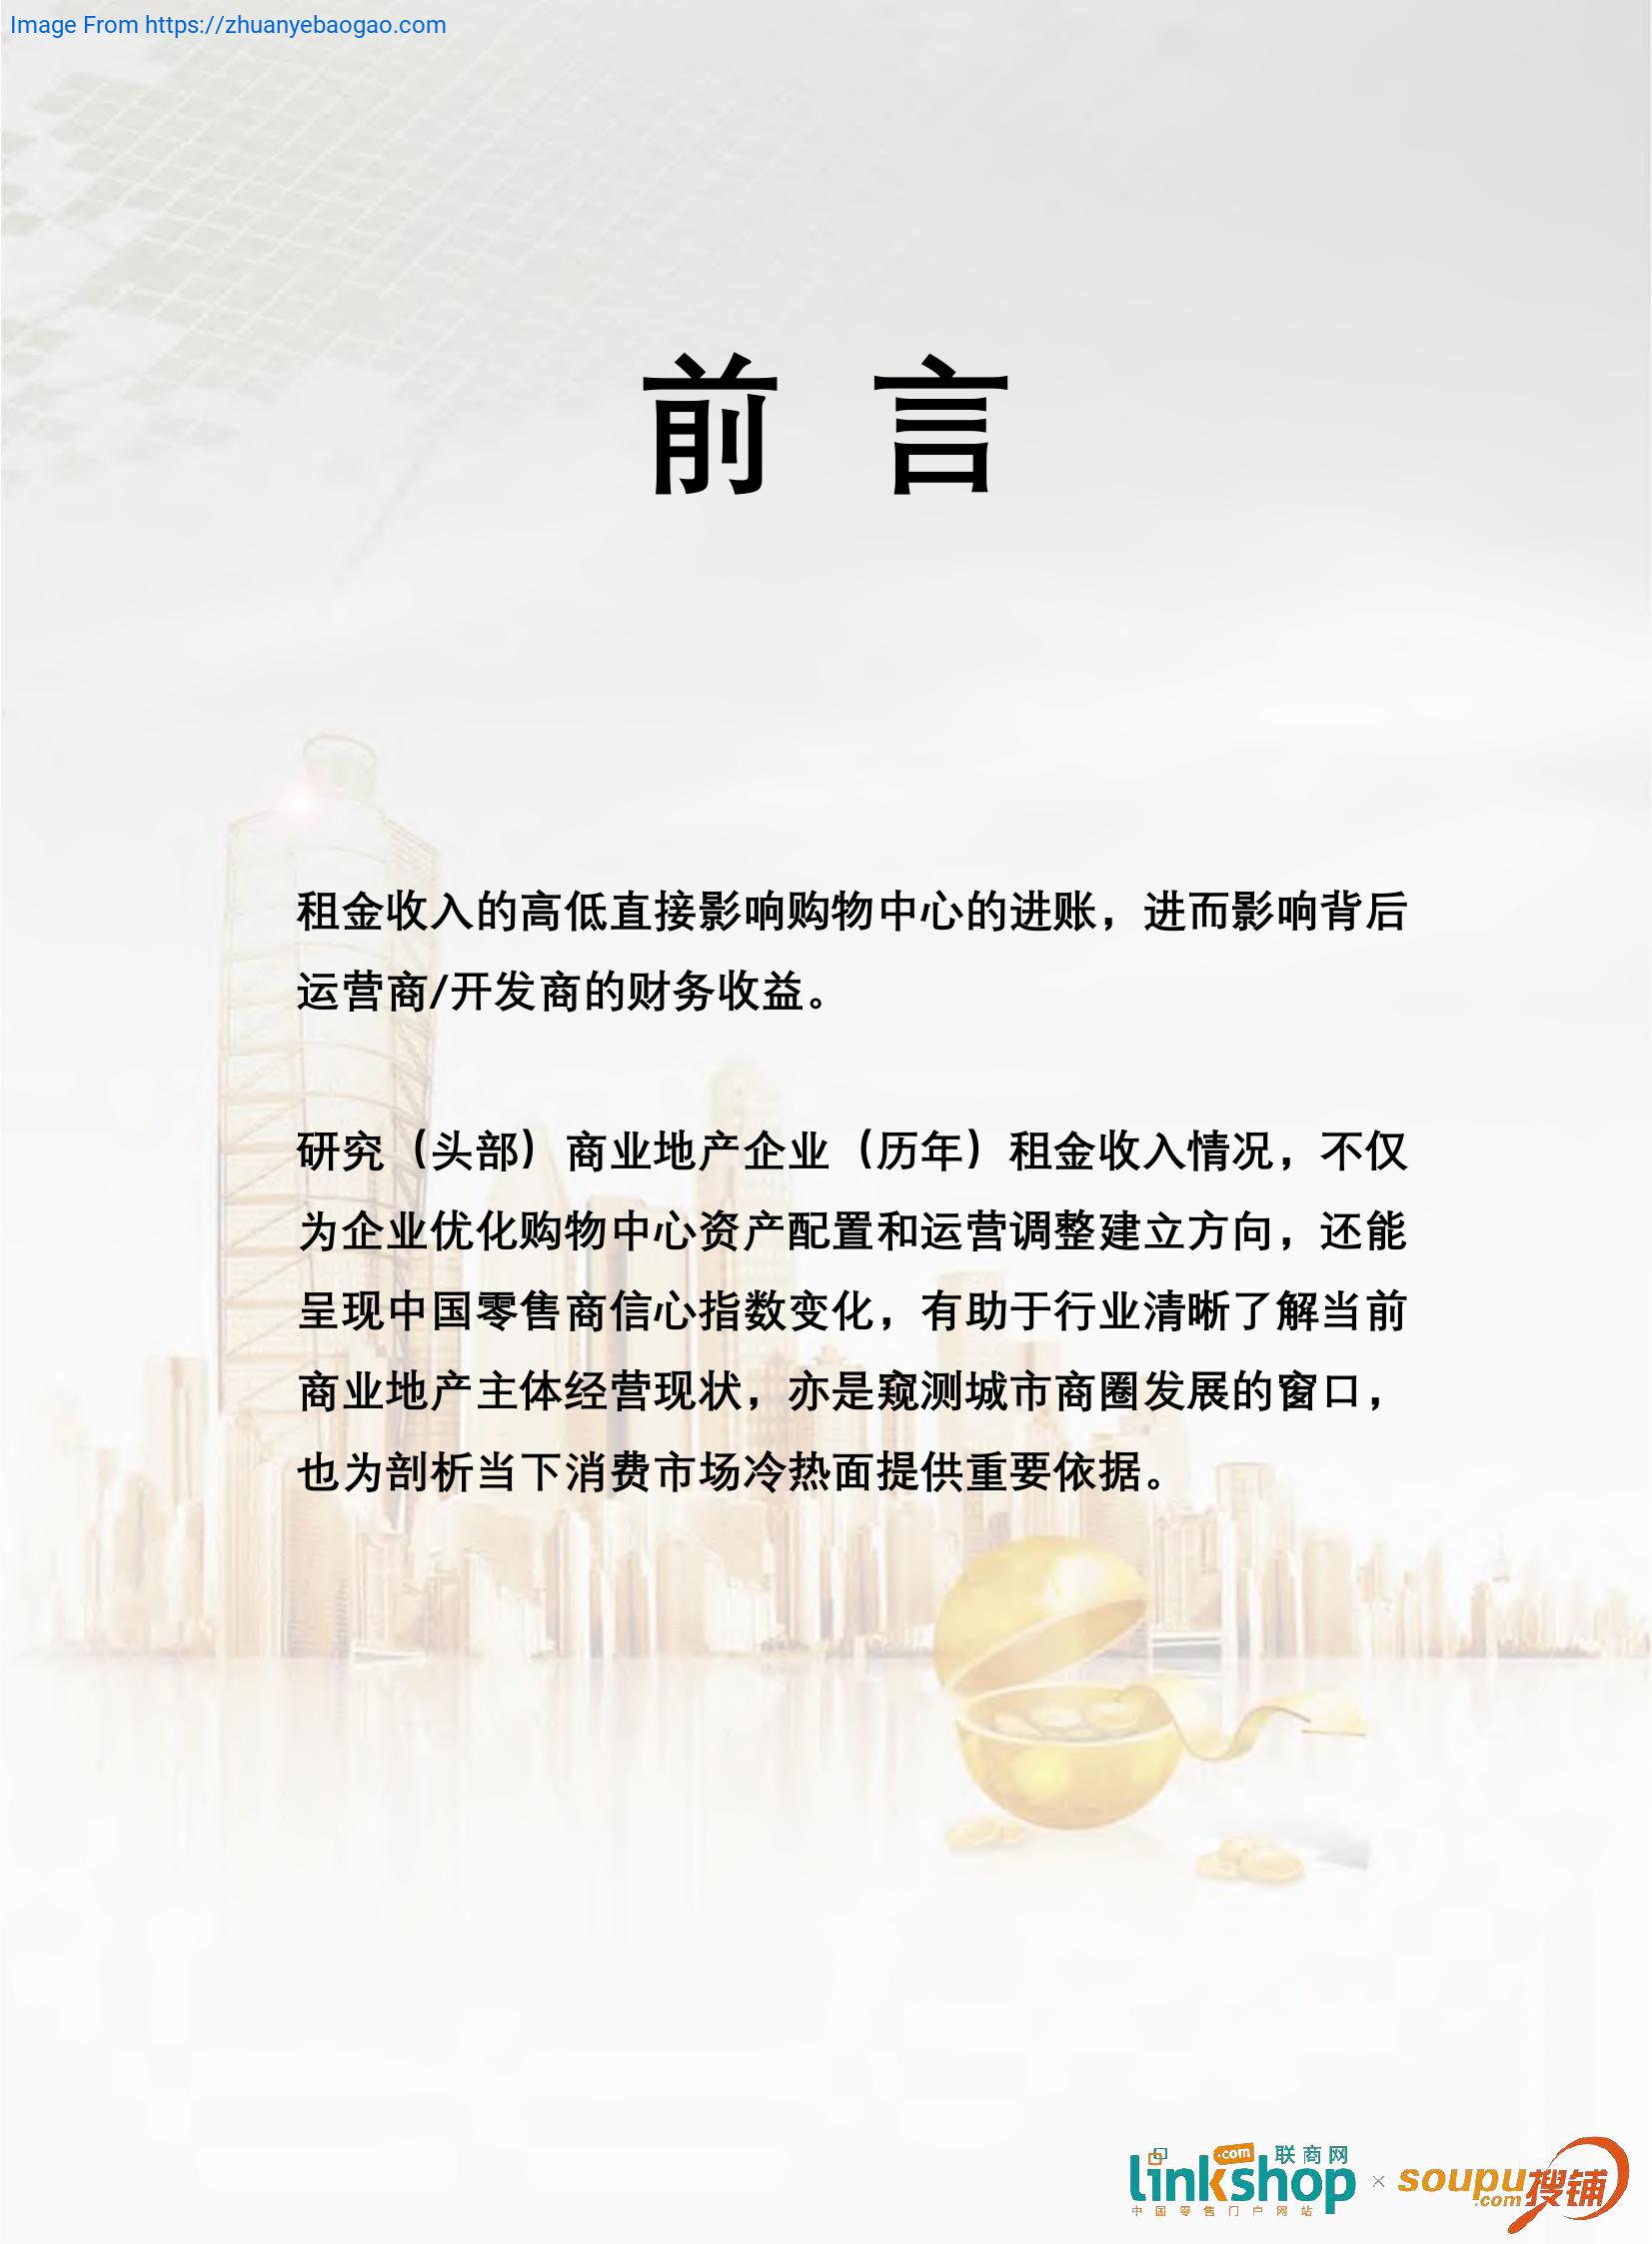 Image From https://zhuanyebaogao.com
前 言
租金收入的高低直接影响购物中心的进账，进而影响背后
运营商/开发商的财务收益。
研究（头部）商业地产企业（历年）租金收入情况，不仅
为企业优化购物中心资产配置和运营调整建立方向，还能
呈现中国零售商信心指数变化，有助于行业清晰了解当前
商业地产主体经营现状，亦是窥测城市商圈发展的窗口，
也为剖析当下消费市场冷热面提供重要依据。
linkshop .com 联商网
中国零售门户网站
×
soupu .com 搜铺